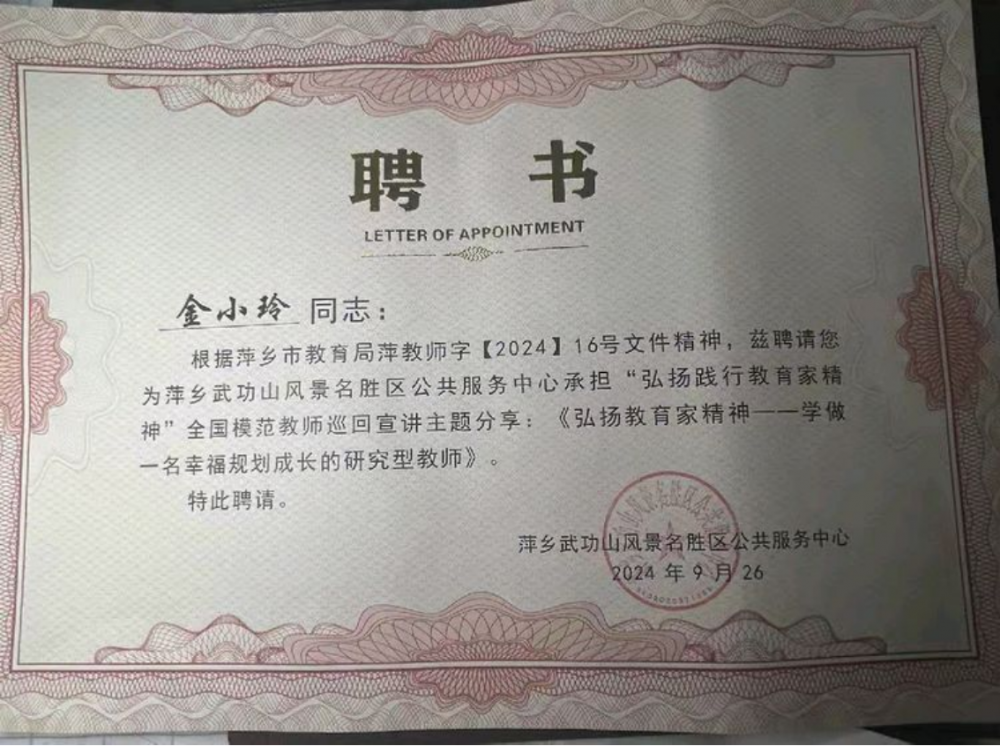 聘 书
LETTER OF APPOINTMENT
金小玲 同志：
根据萍乡市教育局萍教师字【2024】16号文件精神，兹聘请您
为萍乡武功山风景名胜区公共服务中心承担“弘扬践行教育家精
神”全国模范教师巡回宣讲主题分享：《弘扬教育家精神——学做
一名幸福规划成长的研究型教师》。
特此聘请。
萍乡武功山风景名胜区公共服务中心
2024 年 9 月 26